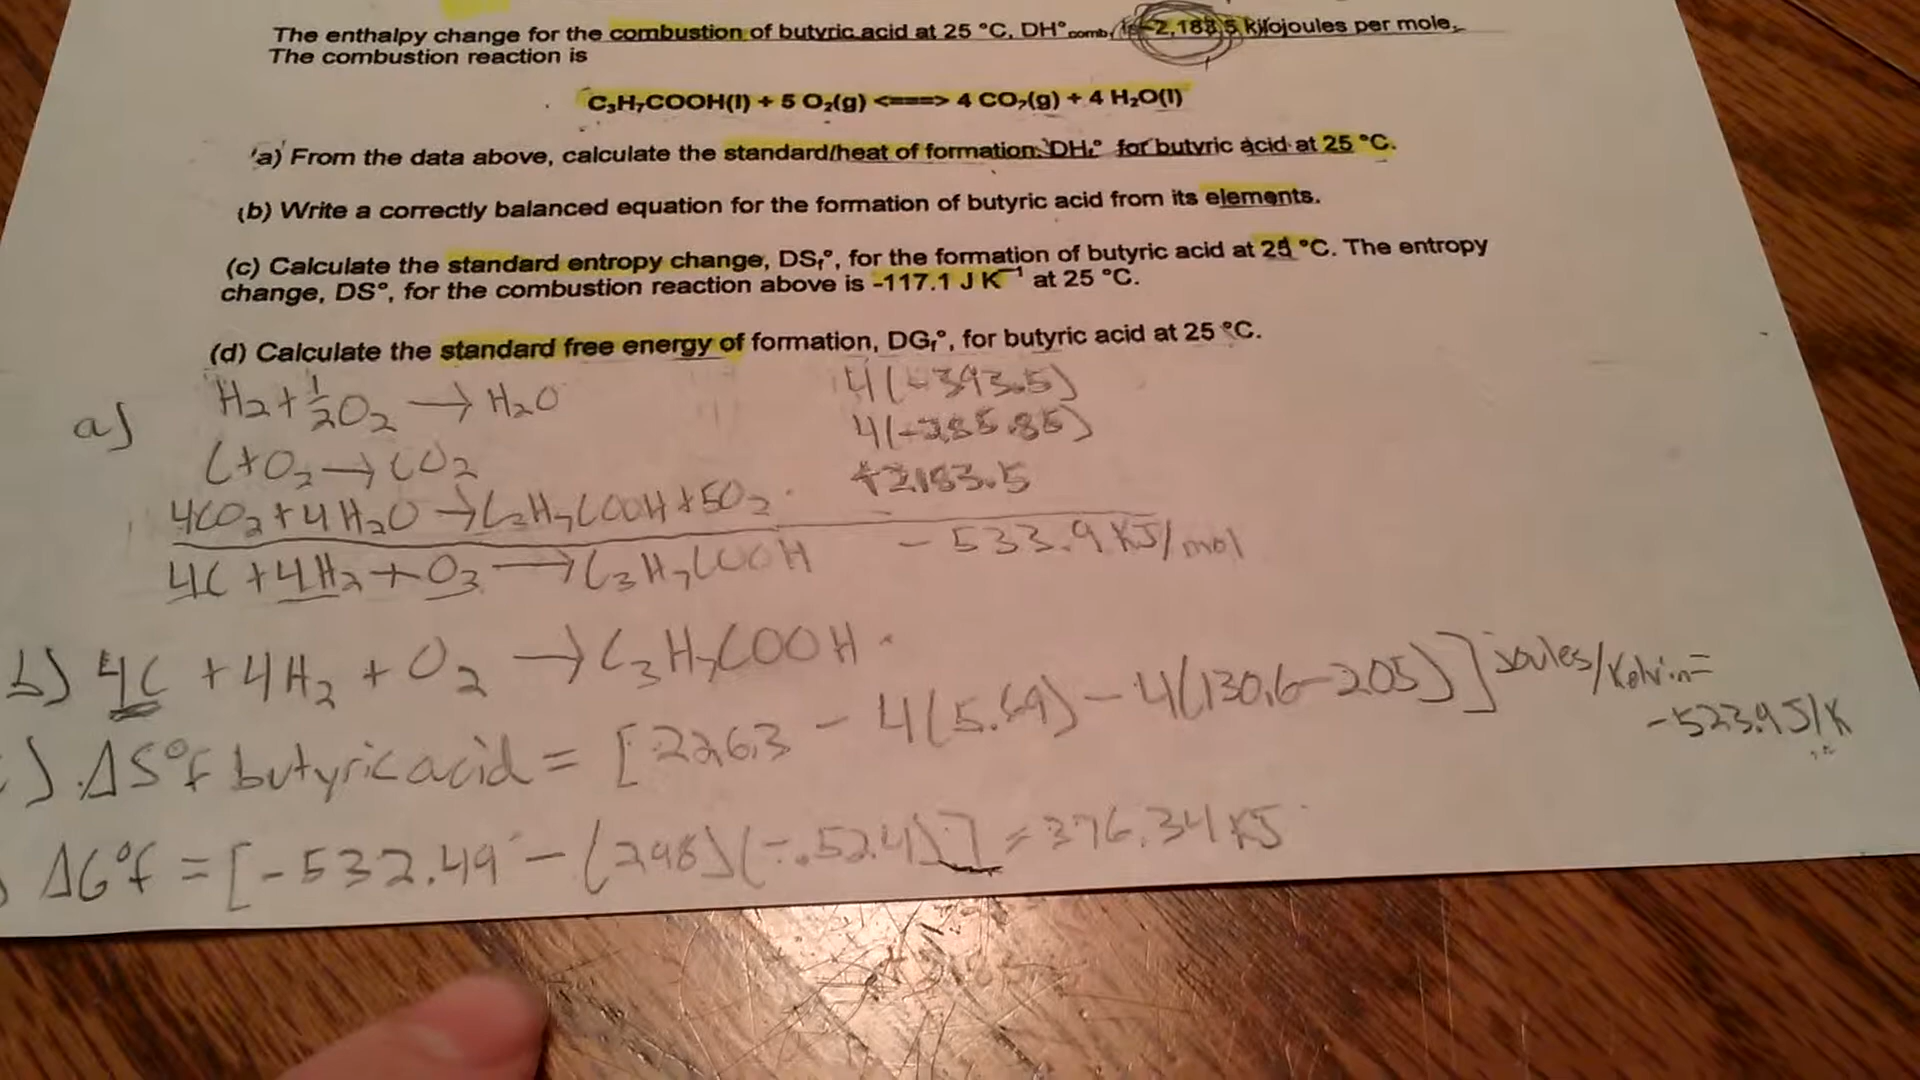 The enthalpy change for the combustion of butyric acid at 25 °C, DH°comb, is -2,183.5 kilojoules per mole.
The combustion reaction is
C₃H₇COOH(l) + 5 O₂(g) <===> 4 CO₂(g) + 4 H₂O(l)
(a) From the data above, calculate the standard/heat of formation, DHf° for butyric acid at 25 °C.
(b) Write a correctly balanced equation for the formation of butyric acid from its elements.
(c) Calculate the standard entropy change, DSf°, for the formation of butyric acid at 25 °C. The entropy
change, DS°, for the combustion reaction above is -117.1 J K⁻¹ at 25 °C.
(d) Calculate the standard free energy of formation, DGf°, for butyric acid at 25 °C.
a) H₂ + 1/2 O₂ → H₂O 4(-393.5)
C + O₂ → CO₂ 4(-285.85)
4CO₂ + 4H₂O → C₃H₇COOH + 5O₂ +2183.5
4C + 4H₂ + O₂ → C₃H₇COOH -533.9 KJ/mol
b) 4C + 4H₂ + O₂ → C₃H₇COOH
) ΔS°f butyric acid = [226.3 - 4(5.69) - 4(130.6-205)] joules/Kelvin =
-523.9 J/K
ΔG°f = [-532.49 - (298)(-.524)] = 376.34 KJ